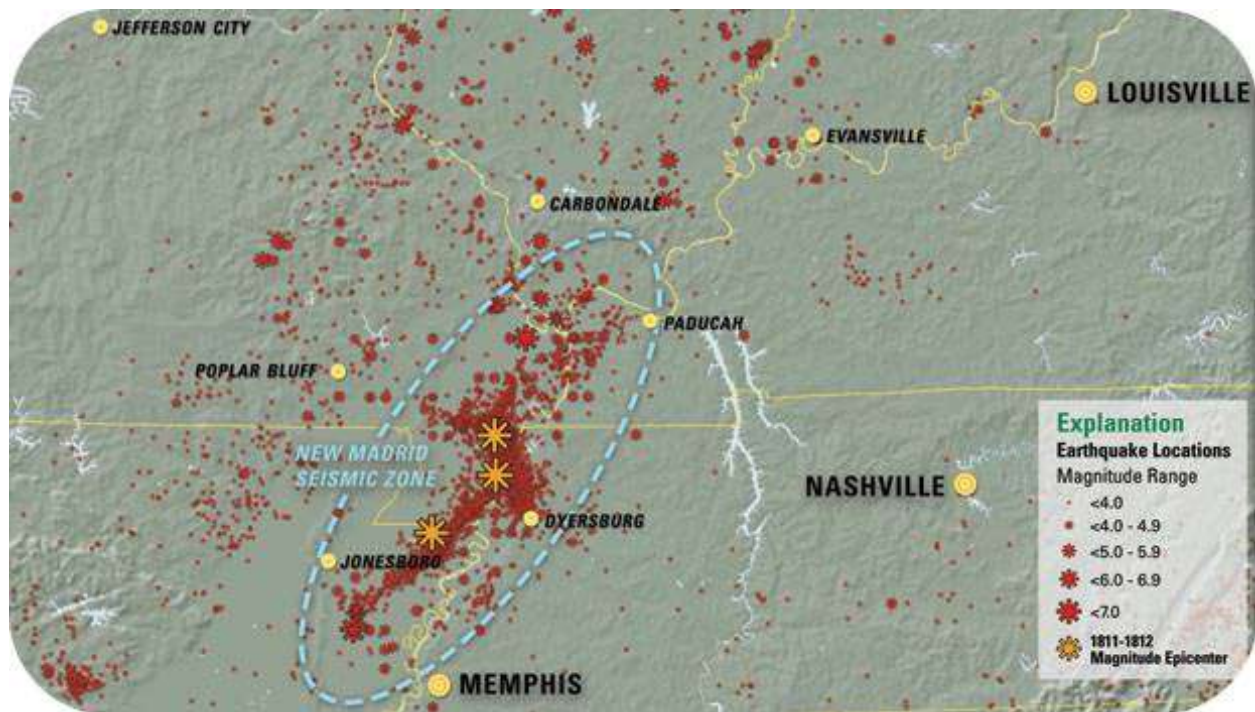 JEFFERSON CITY
LOUISVILLE
EVANSVILLE
CARBONDALE
PADUCAH
POPLAR BLUFF
NEW MADRID
SEISMIC ZONE
NASHVILLE
DYERSBURG
JONESBORO
MEMPHIS
Explanation
Earthquake Locations
Magnitude Range
<4.0
<4.0 - 4.9
<5.0 - 5.9
<6.0 - 6.9
<7.0
1811-1812
Magnitude Epicenter